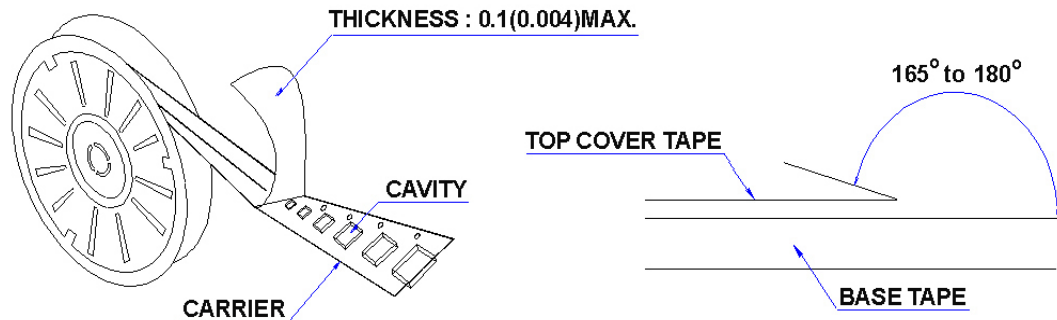 THICKNESS : 0.1(0.004)MAX.
CAVITY
CARRIER
165° to 180°
TOP COVER TAPE
BASE TAPE